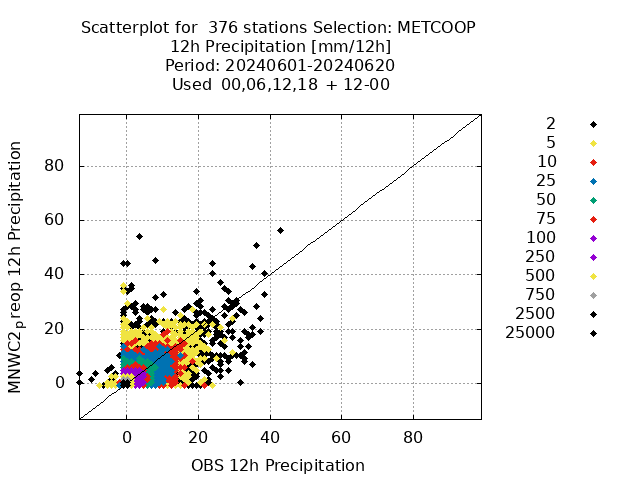 Scatterplot for  376 stations Selection: METCOOP
12h Precipitation [mm/12h]
Period: 20240601-20240620
Used  00,06,12,18  + 12-00
MNWC2preop 12h Precipitation
80
60
40
20
0
0 20 40 60 80
OBS 12h Precipitation
2
5
10
25
50
75
100
250
500
750
2500
25000